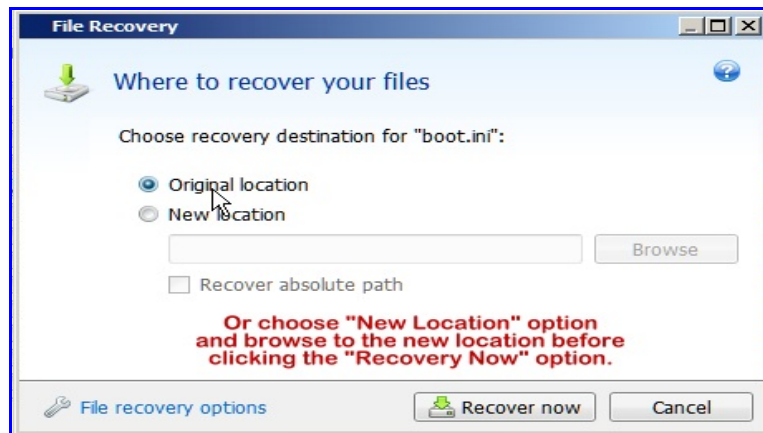 File Recovery
Where to recover your files
Choose recovery destination for "boot.ini":
Original location
New location
Browse
Recover absolute path
Or choose "New Location" option
and browse to the new location before
clicking the "Recovery Now" option.
File recovery options
Recover now
Cancel